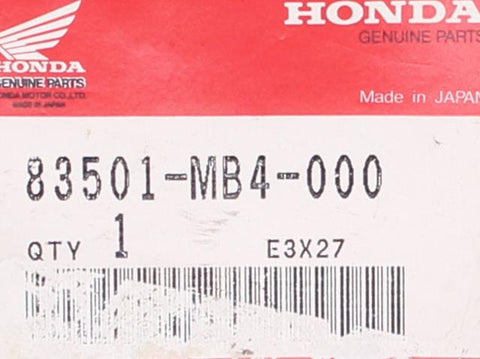 HONDA
GENUINE PARTS
HONDA MOTOR CO.,LTD.
MADE IN JAPAN
HONDA
GENUINE PARTS
Made in JAPAN
83501-MB4-000
QTY 1 E3X27